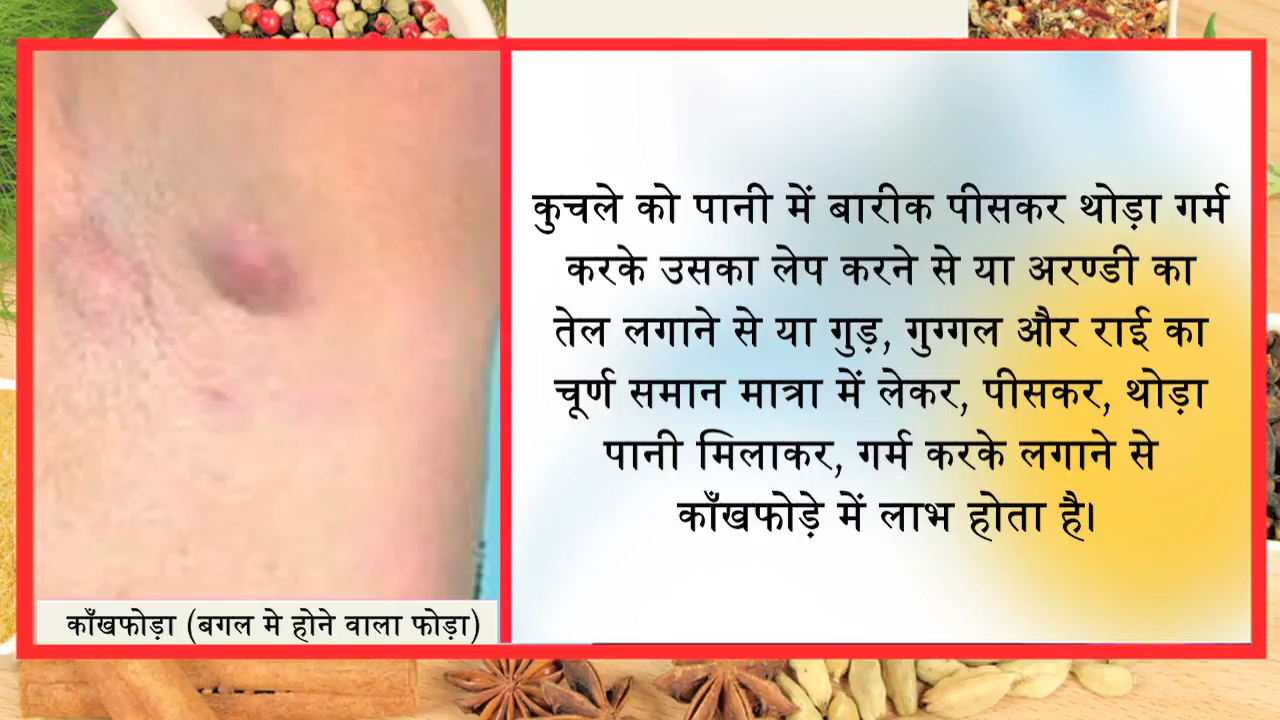 कुचले को पानी में बारीक पीसकर थोड़ा गर्म
करके उसका लेप करने से या अरण्डी का
तेल लगाने से या गुड़, गुग्गल और राई का
चूर्ण समान मात्रा में लेकर, पीसकर, थोड़ा
पानी मिलाकर, गर्म करके लगाने से
काँखफोड़े में लाभ होता है।
काँखफोड़ा (बगल मे होने वाला फोड़ा)